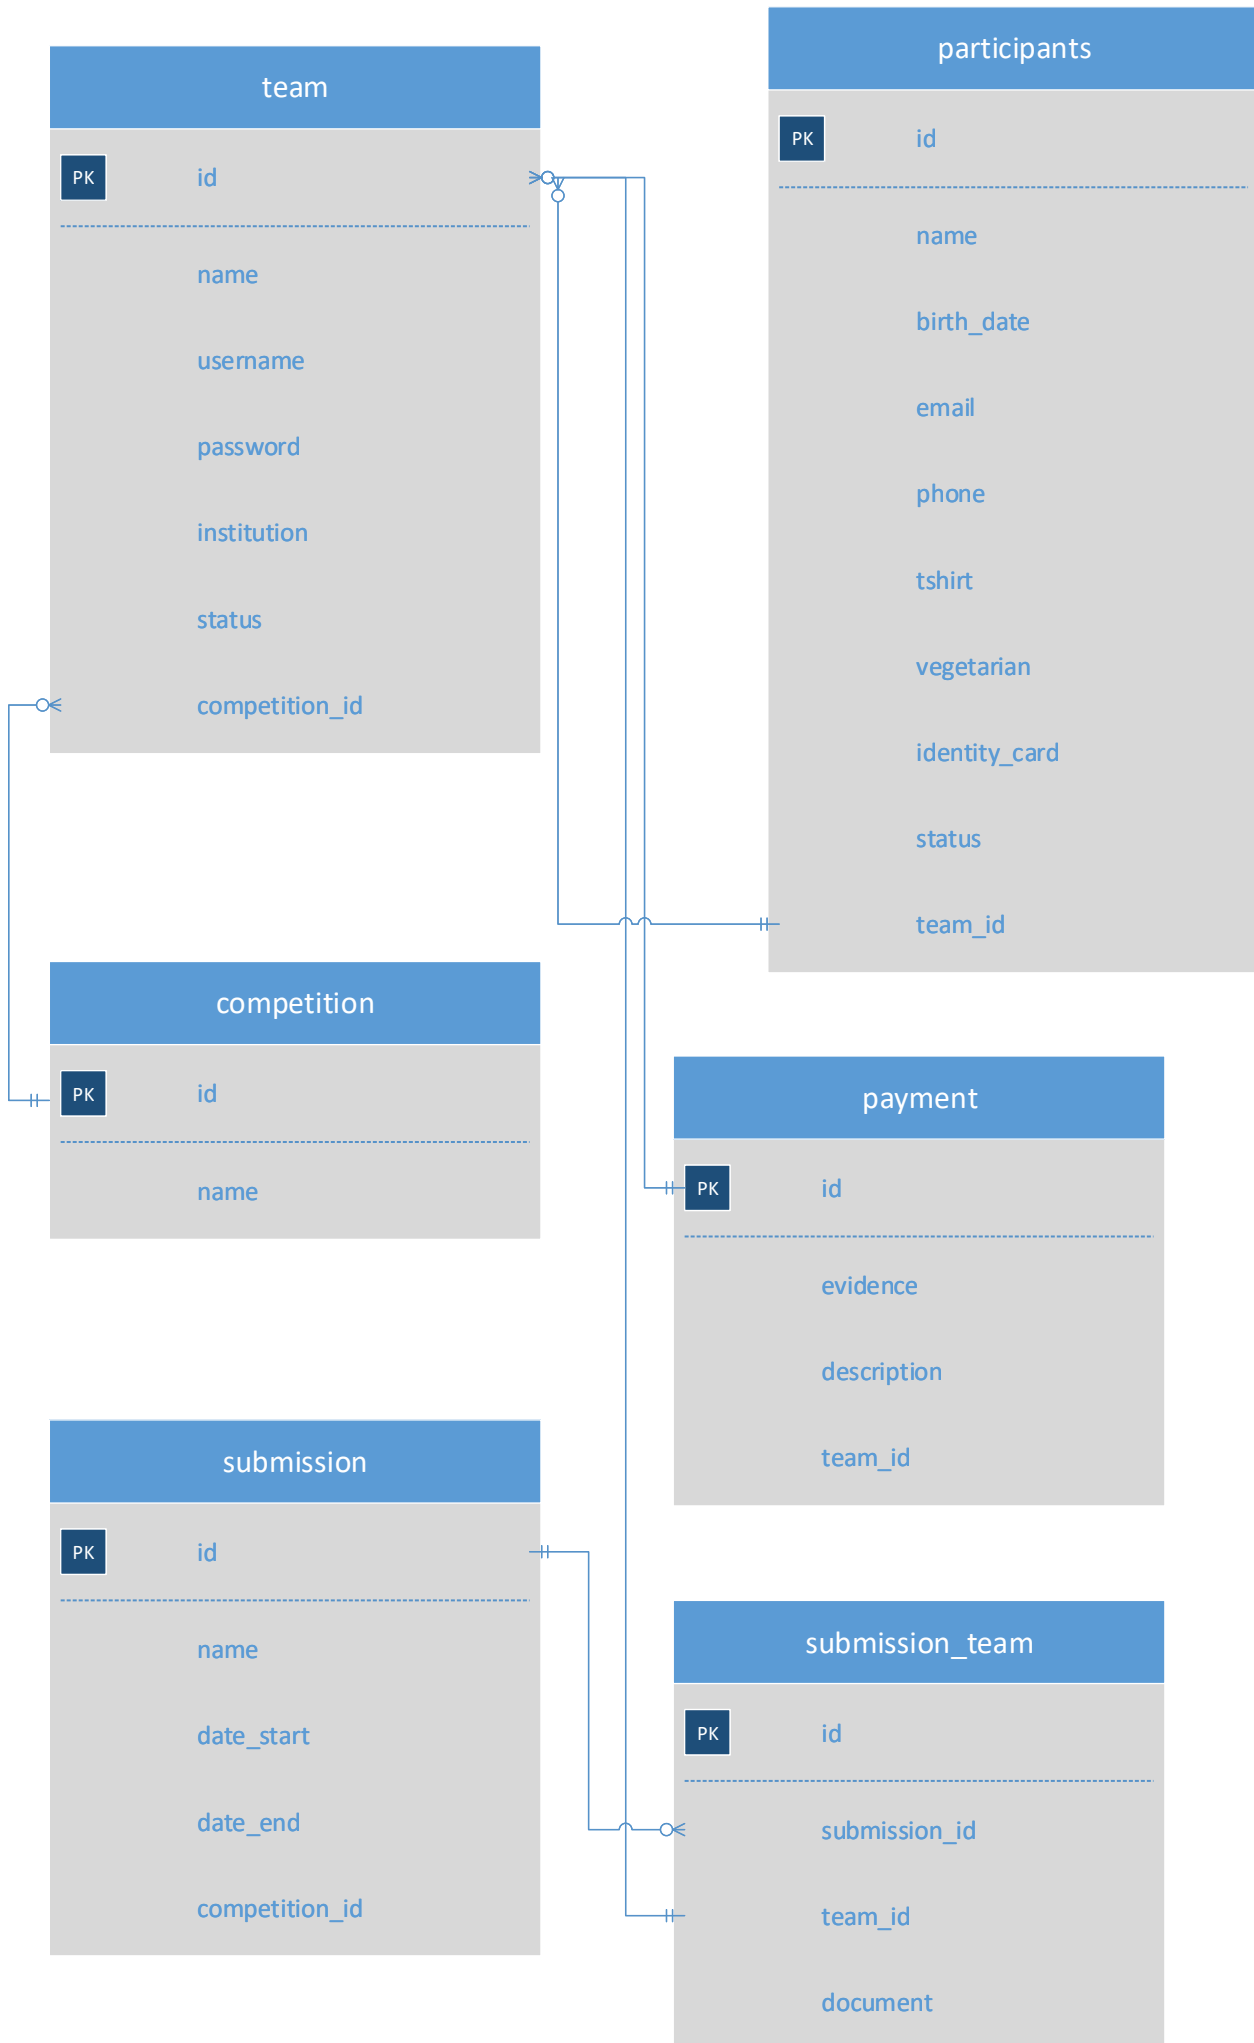 team
PK id
name
username
password
institution
status
competition_id
participants
PK id
name
birth_date
email
phone
tshirt
vegetarian
identity_card
status
team_id
competition
PK id
name
payment
PK id
evidence
description
team_id
submission
PK id
name
date_start
date_end
competition_id
submission_team
PK id
submission_id
team_id
document